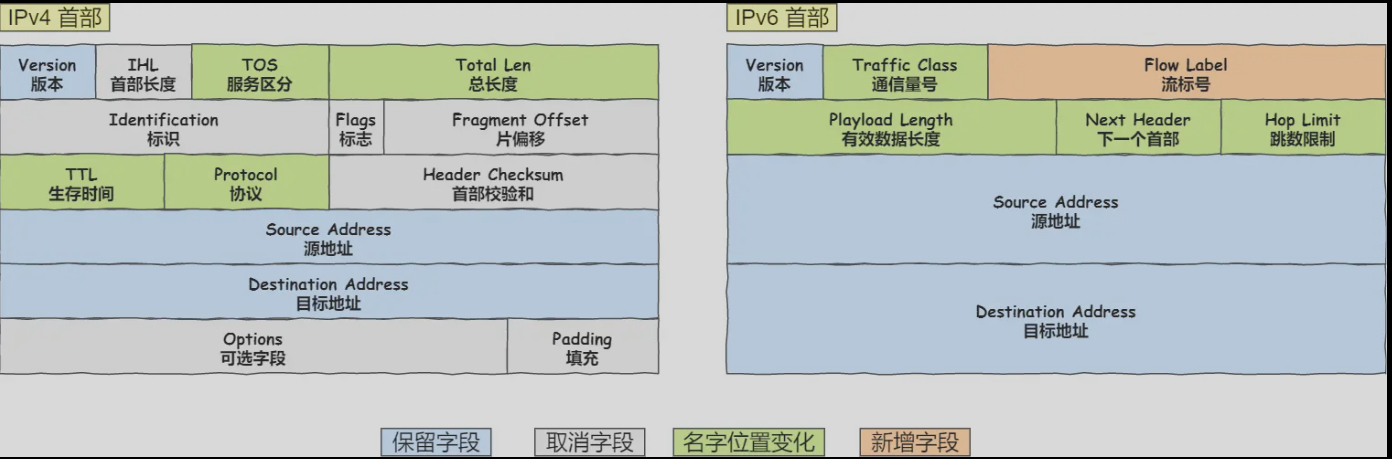 IPv4 首部
Version
版本
IHL
首部长度
TOS
服务区分
Total Len
总长度
Identification
标识
Flags
标志
Fragment Offset
片偏移
TTL
生存时间
Protocol
协议
Header Checksum
首部校验和
Source Address
源地址
Destination Address
目标地址
Options
可选字段
Padding
填充
IPv6 首部
Version
版本
Traffic Class
通信量号
Flow Label
流标号
Playload Length
有效数据长度
Next Header
下一个首部
Hop Limit
跳数限制
Source Address
源地址
Destination Address
目标地址
保留字段
取消字段
名字位置变化
新增字段